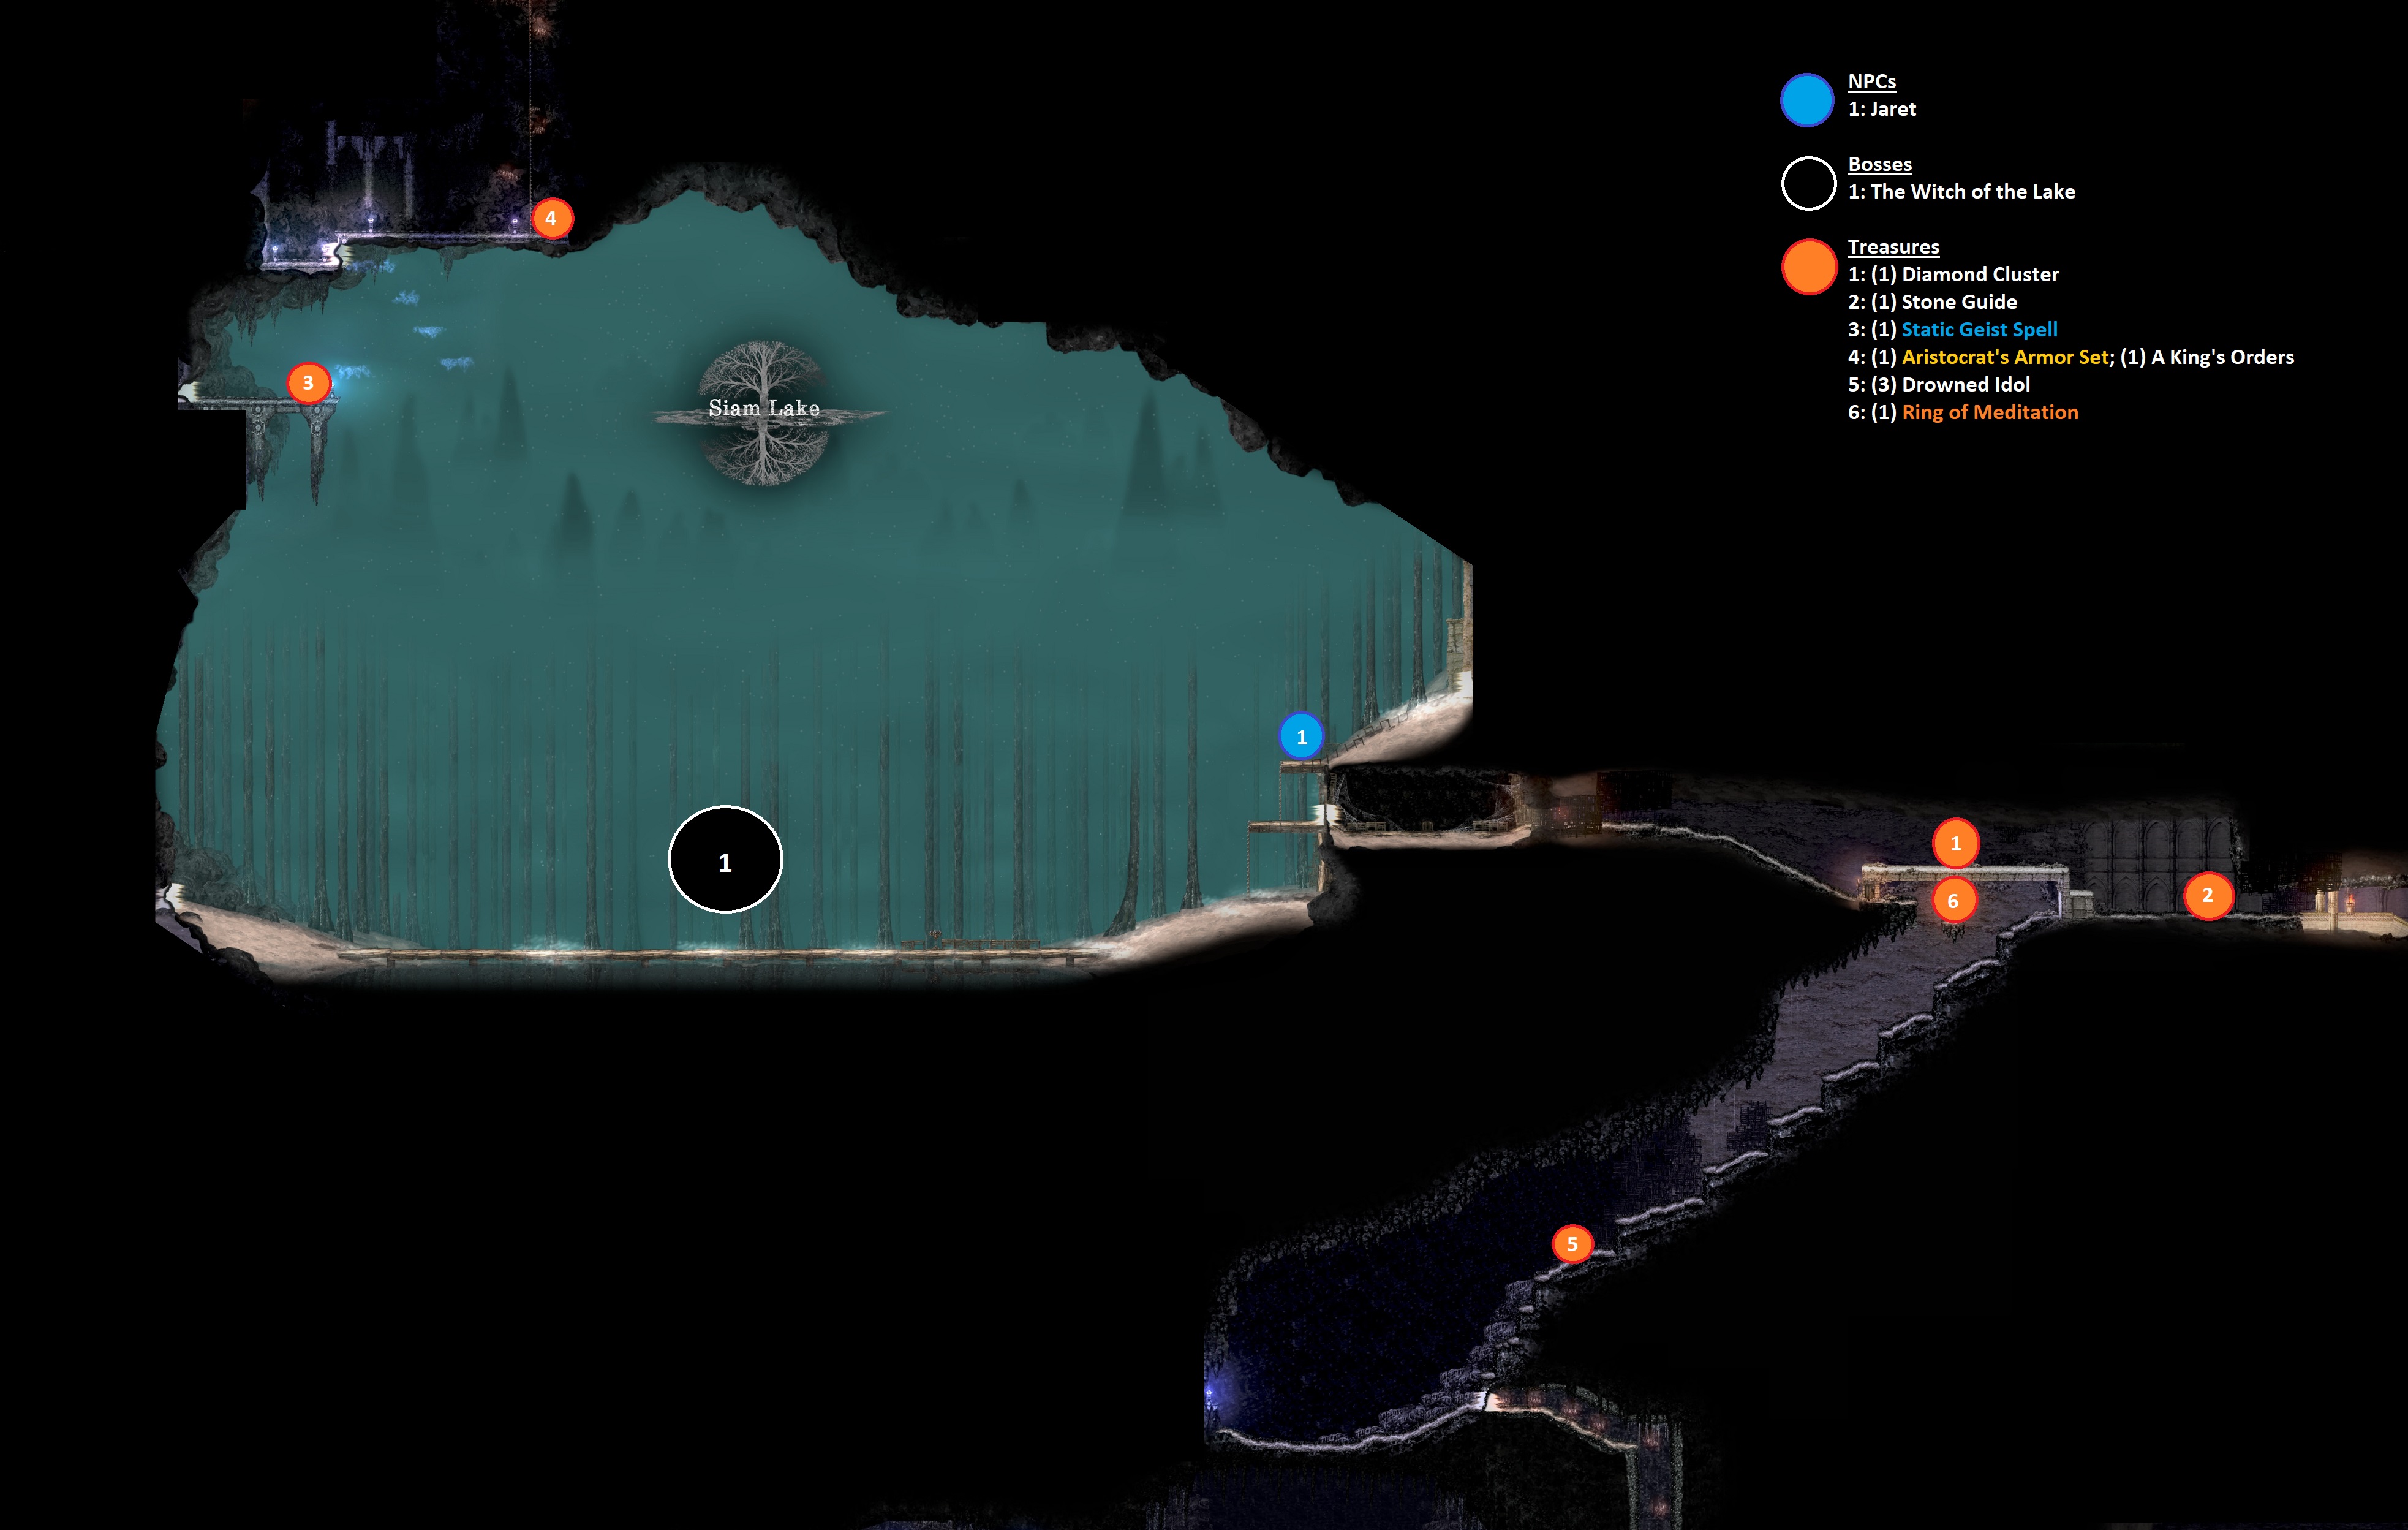 NPCs
1: Jaret
Bosses
1: The Witch of the Lake
Treasures
1: (1) Diamond Cluster
2: (1) Stone Guide
3: (1) Static Geist Spell
4: (1) Aristocrat's Armor Set; (1) A King's Orders
5: (3) Drowned Idol
6: (1) Ring of Meditation
4
3
Siam Lake
1
1
1
6
2
5